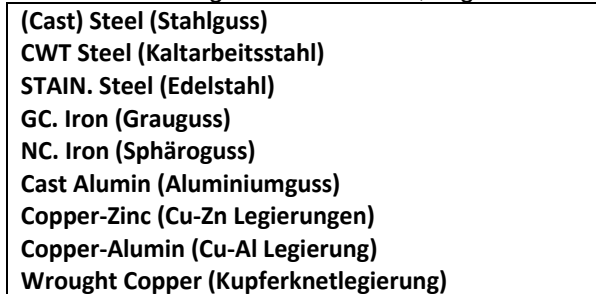 (Cast) Steel (Stahlguss)
CWT Steel (Kaltarbeitsstahl)
STAIN. Steel (Edelstahl)
GC. Iron (Grauguss)
NC. Iron (Sphäroguss)
Cast Alumin (Aluminiumguss)
Copper-Zinc (Cu-Zn Legierungen)
Copper-Alumin (Cu-Al Legierung)
Wrought Copper (Kupferknetlegierung)